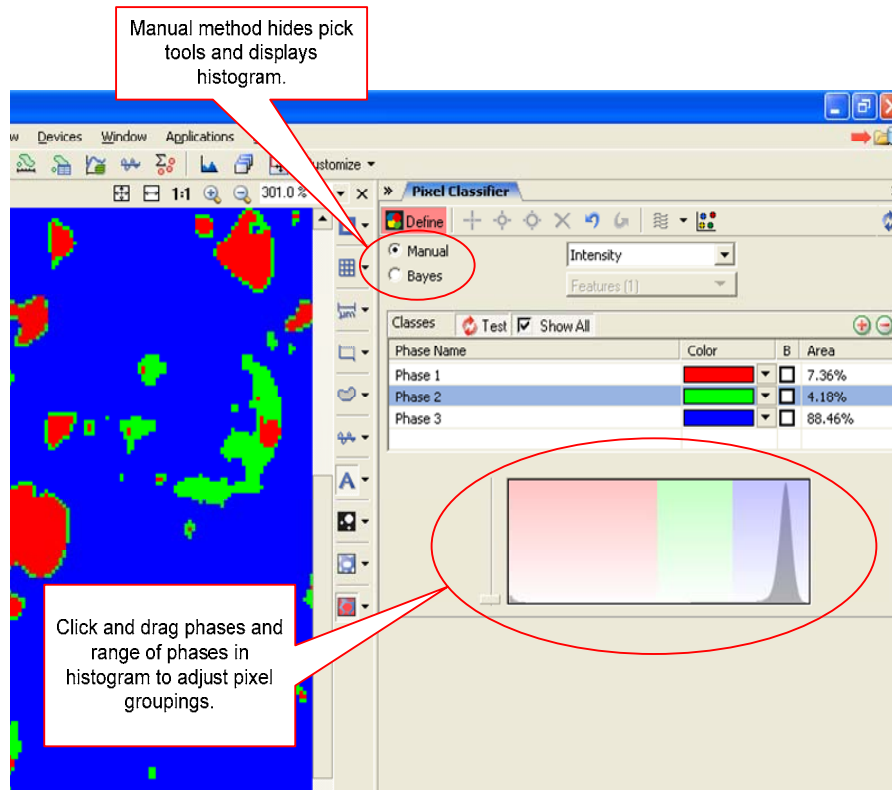 Manual method hides pick
tools and displays
histogram.
Devices Window Applications
1:1 301.0 %
Pixel Classifier
Define
Manual
Bayes
Intensity
Features (1)
Classes Test Show All
Phase Name Color B Area
Phase 1 7.36%
Phase 2 4.18%
Phase 3 88.46%
µm
A
Click and drag phases and
range of phases in
histogram to adjust pixel
groupings.